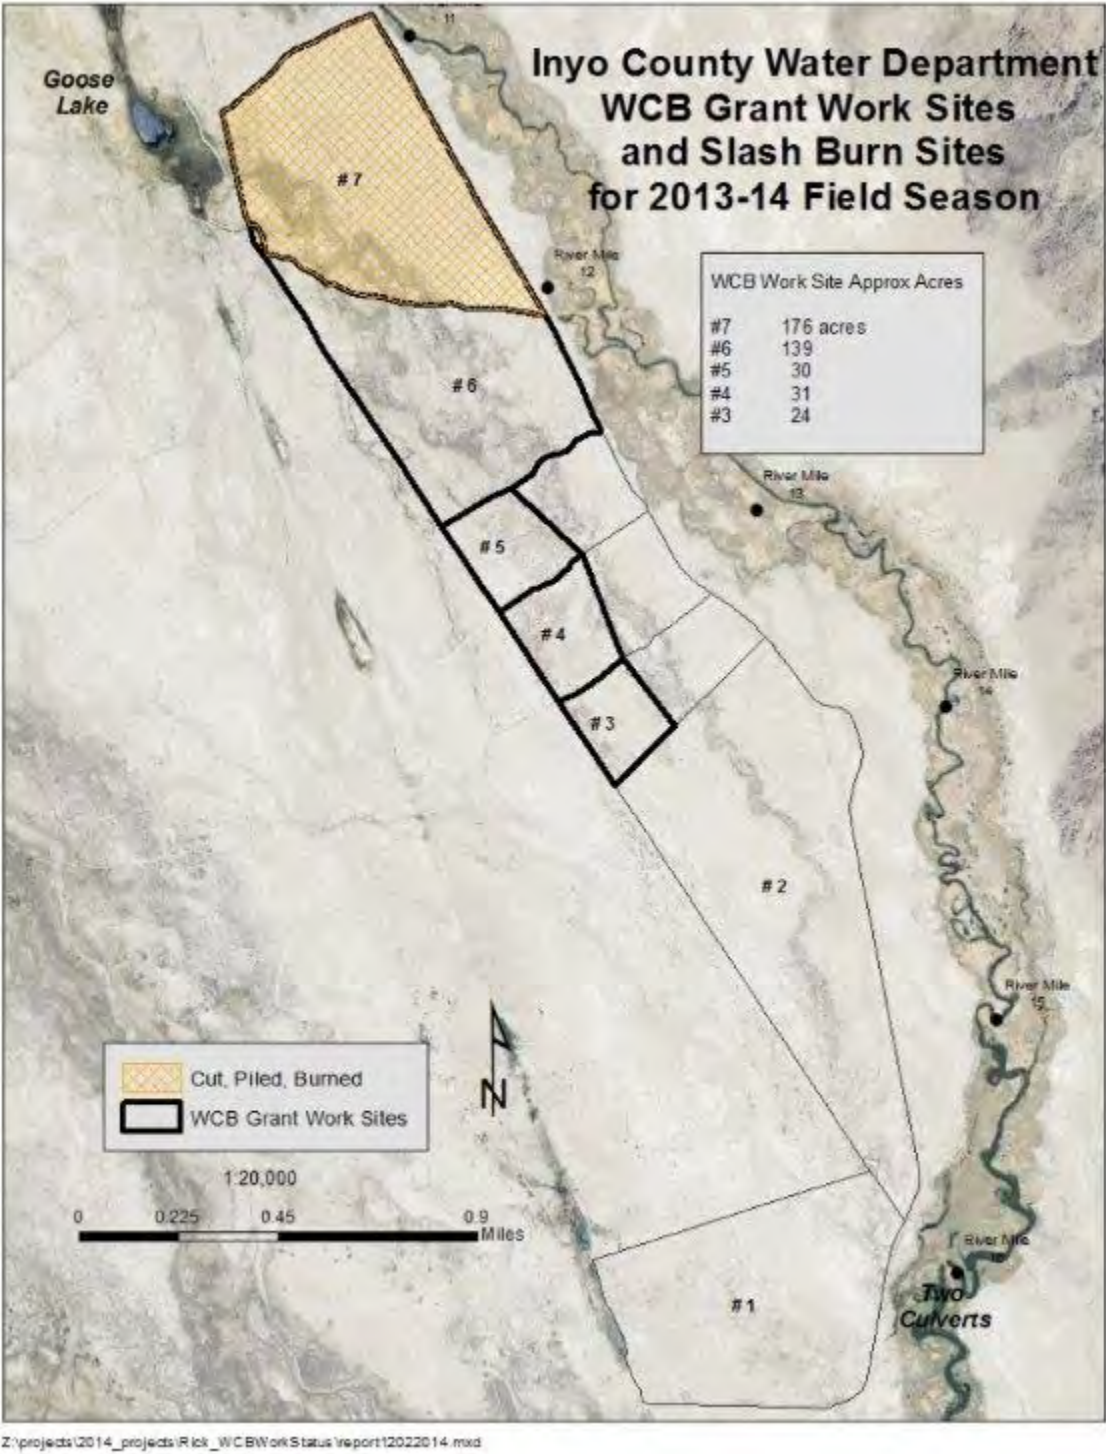 11
Goose
Lake
Inyo County Water Department
WCB Grant Work Sites
and Slash Burn Sites
for 2013-14 Field Season
#7
River Mile
12
WCB Work Site Approx Acres
#7 176 acres
#6 139
#5 30
#4 31
#3 24
#6
River Mile
13
#5
#4
River Mile
14
#3
#2
River Mile
15
N
Cut, Piled, Burned
WCB Grant Work Sites
1:20,000
0 0.225 0.45 0.9
Miles
River Mile
#1
Two
Culverts
Z:\projects\2014_projects\Rick_WCBWorkStatus\report12022014.mxd